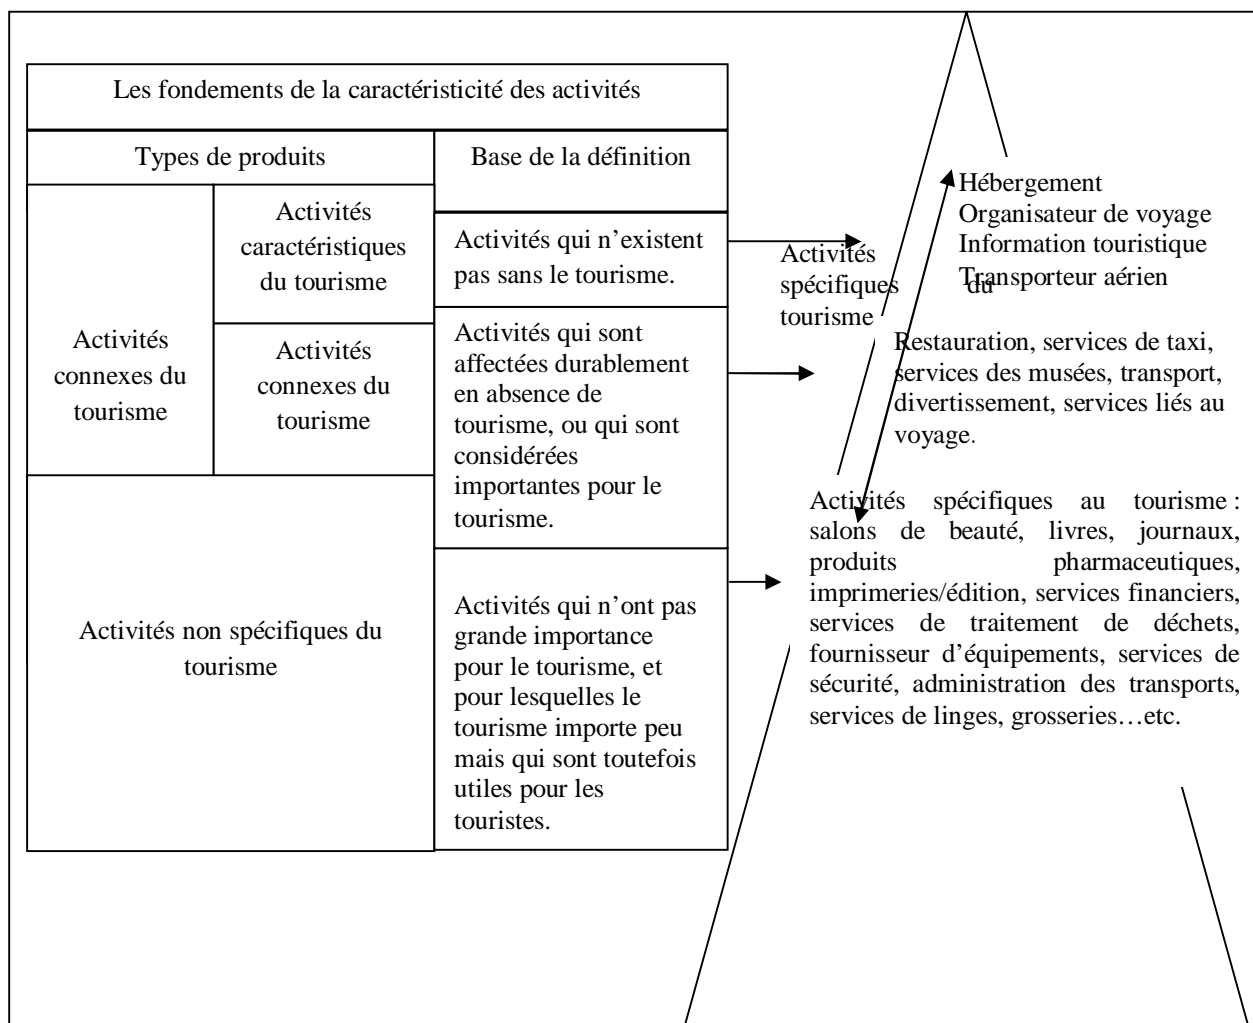 Les fondements de la caractéristicité des activités
Types de produits
Base de la définition
Activités
connexes du
tourisme
Activités
caractéristiques
du tourisme
Activités
connexes du
tourisme
Activités non spécifiques du
tourisme
Activités qui n’existent
pas sans le tourisme.
Activités qui sont
affectées durablement
en absence de
tourisme, ou qui sont
considérées
importantes pour le
tourisme.
Activités qui n’ont pas
grande importance
pour le tourisme, et
pour lesquelles le
tourisme importe peu
mais qui sont toutefois
utiles pour les
touristes.
Activités
spécifiques du
tourisme
Hébergement
Organisateur de voyage
Information touristique
Transporteur aérien
Restauration, services de taxi,
services des musées, transport,
divertissement, services liés au
voyage.
Activités spécifiques au tourisme :
salons de beauté, livres, journaux,
produits pharmaceutiques,
imprimeries/édition, services financiers,
services de traitement de déchets,
fournisseur d’équipements, services de
sécurité, administration des transports,
services de linges, grosseries…etc.